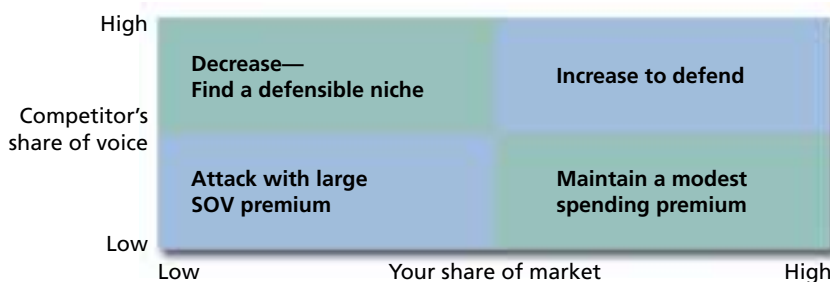 High
Decrease—
Find a defensible niche
Increase to defend
Competitor's
share of voice
Attack with large
SOV premium
Maintain a modest
spending premium
Low
Low
Your share of market
High